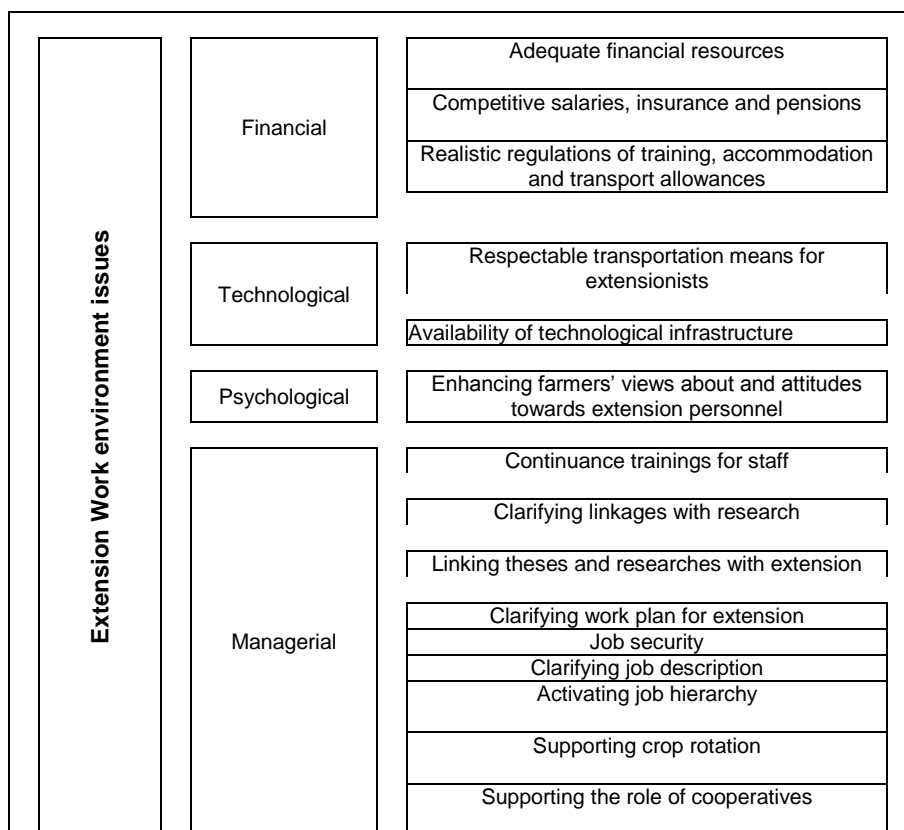 Extension Work environment issues
Financial
Adequate financial resources
Competitive salaries, insurance and pensions
Realistic regulations of training, accommodation
and transport allowances
Technological
Respectable transportation means for
extensionists
Availability of technological infrastructure
Psychological
Enhancing farmers' views about and attitudes
towards extension personnel
Managerial
Continuance trainings for staff
Clarifying linkages with research
Linking theses and researches with extension
Clarifying work plan for extension
Job security
Clarifying job description
Activating job hierarchy
Supporting crop rotation
Supporting the role of cooperatives